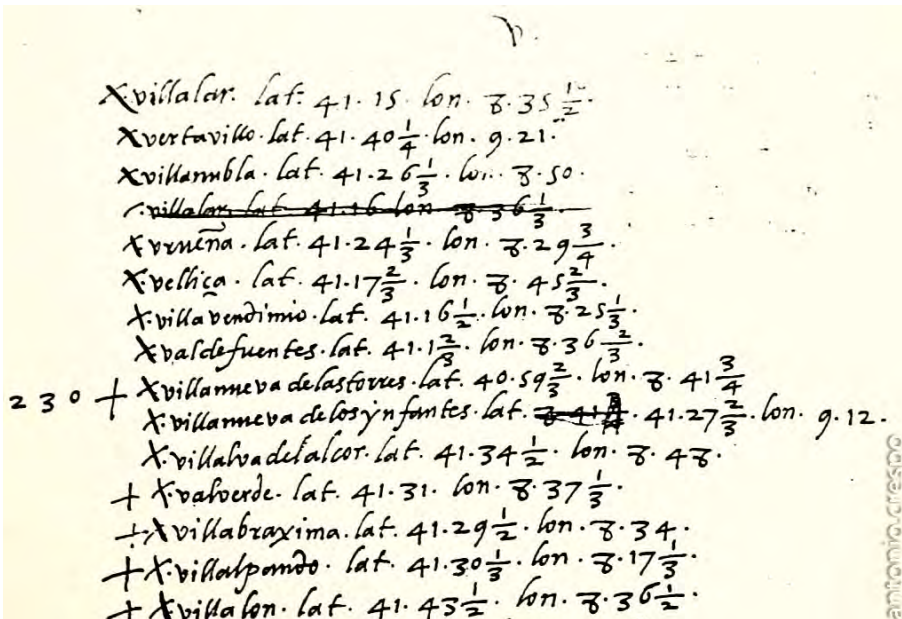 v.
X villalar. lat. 41.15. lon. 8.35 1/2.
X vertavillo. lat. 41.40 1/4. lon. 9.21.
X villanubla. lat. 41.26 1/3. lon. 8.50.
villalar. lat. 41.16 lon 8.36 1/3.
X vrueña. lat. 41.24 1/3. lon. 8.29 3/4.
X velliça. lat. 41.17 2/3. lon. 8.45 2/3.
X villavendimio. lat. 41.16 1/2. lon. 8.25 1/3.
X valdefuentes. lat. 41.1 2/3. lon. 8.36 2/3.
230 + X villanueva delastorres. lat. 40.59 2/3. lon. 8.41 3/4
X villanueva delosynfantes. lat. 41.27 2/3. lon. 9.12.
X villalvadelalcor. lat. 41.34 1/2. lon. 8.48.
+ X valverde. lat. 41.31. lon. 8.37 1/3.
+ X villabraxima. lat. 41.29 1/2. lon. 8.34.
+ X villalpando. lat. 41.30 1/3. lon. 8.17 1/3.
+ X villalon. lat. 41.43 1/2. lon. 8.36 1/2.
antonio crespo